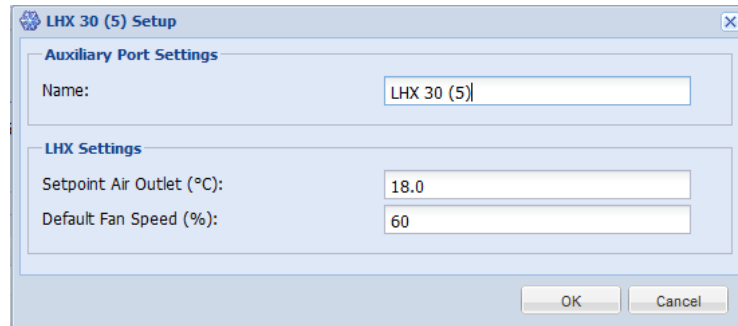 LHX 30 (5) Setup
Auxiliary Port Settings
Name: LHX 30 (5)
LHX Settings
Setpoint Air Outlet (°C): 18.0
Default Fan Speed (%): 60
OK Cancel